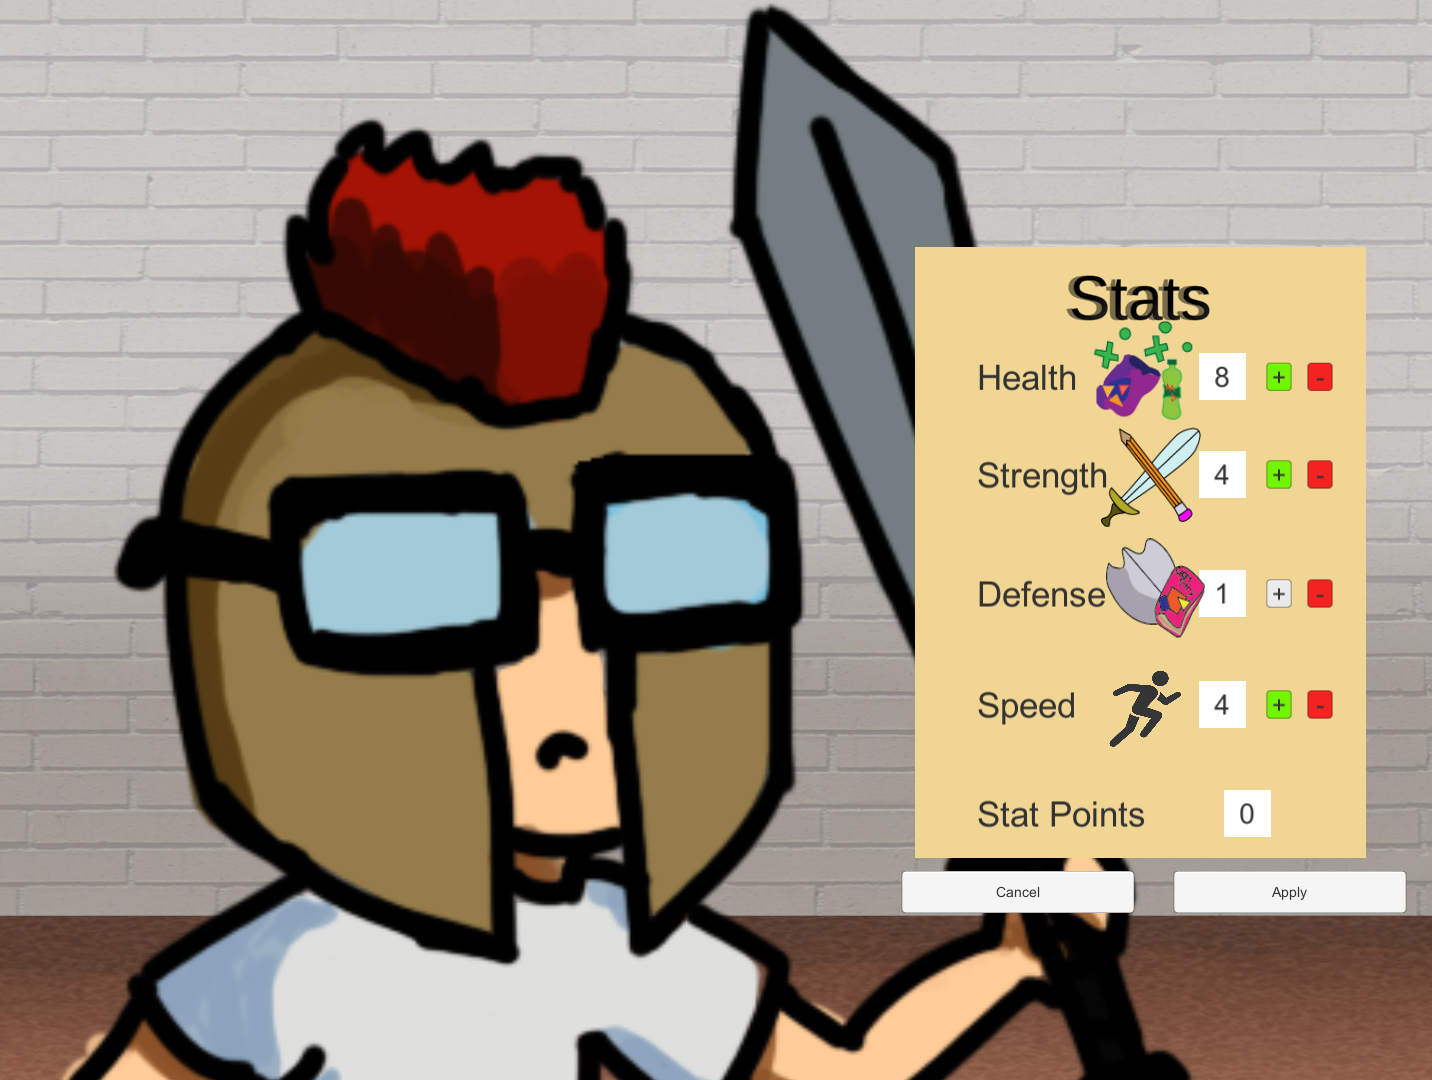 Stats
Health 8 + -
Strength 4 + -
Defense 1 + -
Speed 4 + -
Stat Points 0
Cancel Apply